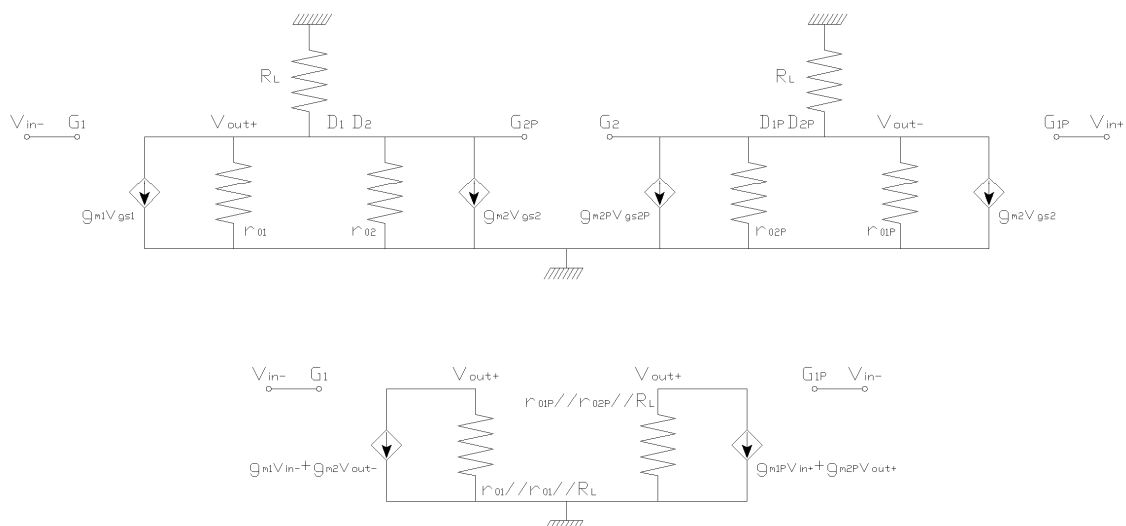 RL RL
Vin- G1 Vout+ D1 D2 G2P G2 D1P D2P Vout- G1P Vin+
gm1Vgs1 gm2Vgs2 gm2PVgs2P gm2Vgs2
r01 r02 r02P r01P
Vin- G1 Vout+ Vout+ G1P Vin-
r01P//r02P//RL
gm1Vin-+gm2Vout- gm1PVin++gm2PVout+
r01//r01//RL